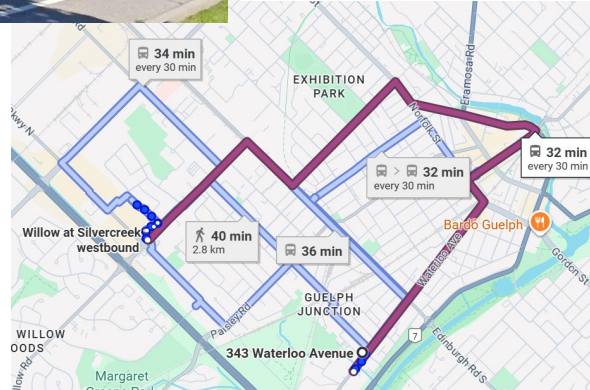 34 min
every 30 min
EXHIBITION
PARK
Eramosa Rd
Norfolk St
32 min
every 30 min
32 min
every 30 min
Pkwy N
Willow at Silvercreek
westbound
40 min
2.8 km
36 min
Bardo Guelph
Waterloo Ave
Gordon St
GUELPH
JUNCTION
Paisley Rd
7
Edinburgh Rd S
WILLOW
OODS
343 Waterloo Avenue
Margaret